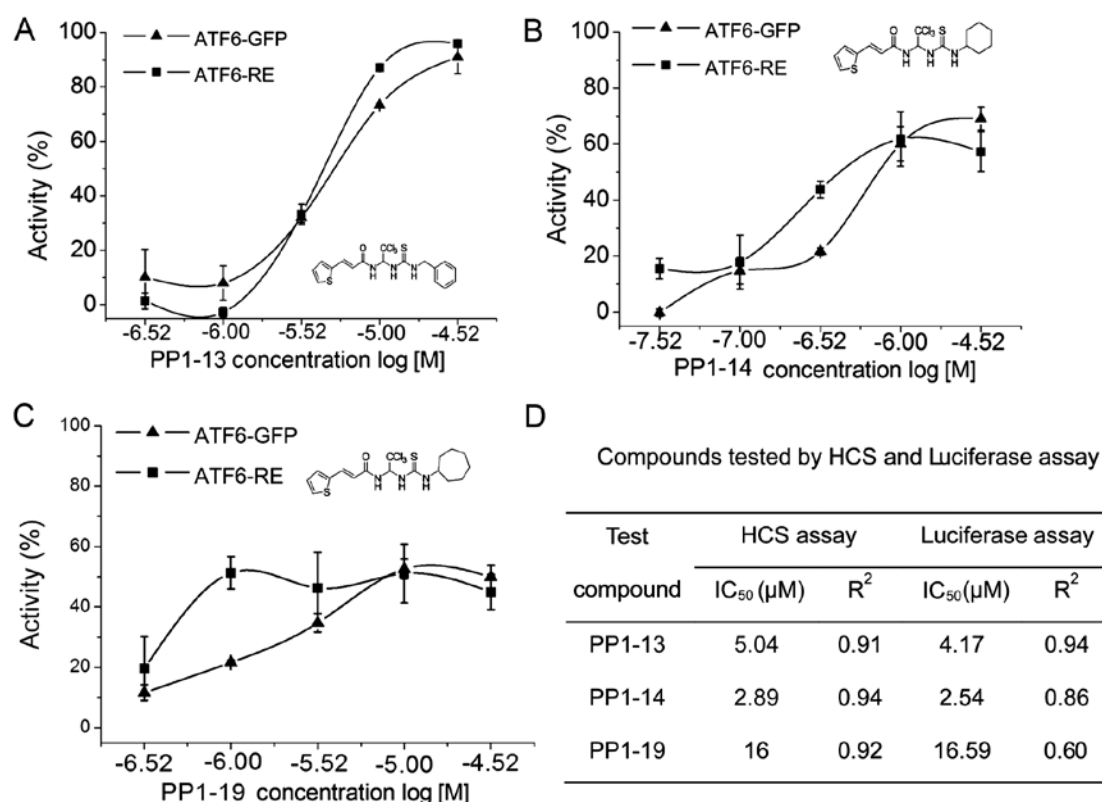 A
ATF6-GFP
ATF6-RE
100
80
60
40
20
0
Activity (%)
O
CCl3
S
N
H
N
H
N
H
S
-6.52
-6.00
-5.52
-5.00
-4.52
PP1-13 concentration log [M]
B
ATF6-GFP
ATF6-RE
100
80
60
40
20
0
Activity (%)
O
CCl3
S
N
H
N
H
N
H
S
-7.52
-7.00
-6.52
-6.00
-4.52
PP1-14 concentration log [M]
C
ATF6-GFP
ATF6-RE
100
80
60
40
20
0
Activity (%)
O
CCl3
S
N
H
N
H
N
H
S
-6.52
-6.00
-5.52
-5.00
-4.52
PP1-19 concentration log [M]
D
Compounds tested by HCS and Luciferase assay
Test HCS assay Luciferase assay
compound IC50(µM) R2 IC50(µM) R2
PP1-13 5.04 0.91 4.17 0.94
PP1-14 2.89 0.94 2.54 0.86
PP1-19 16 0.92 16.59 0.60